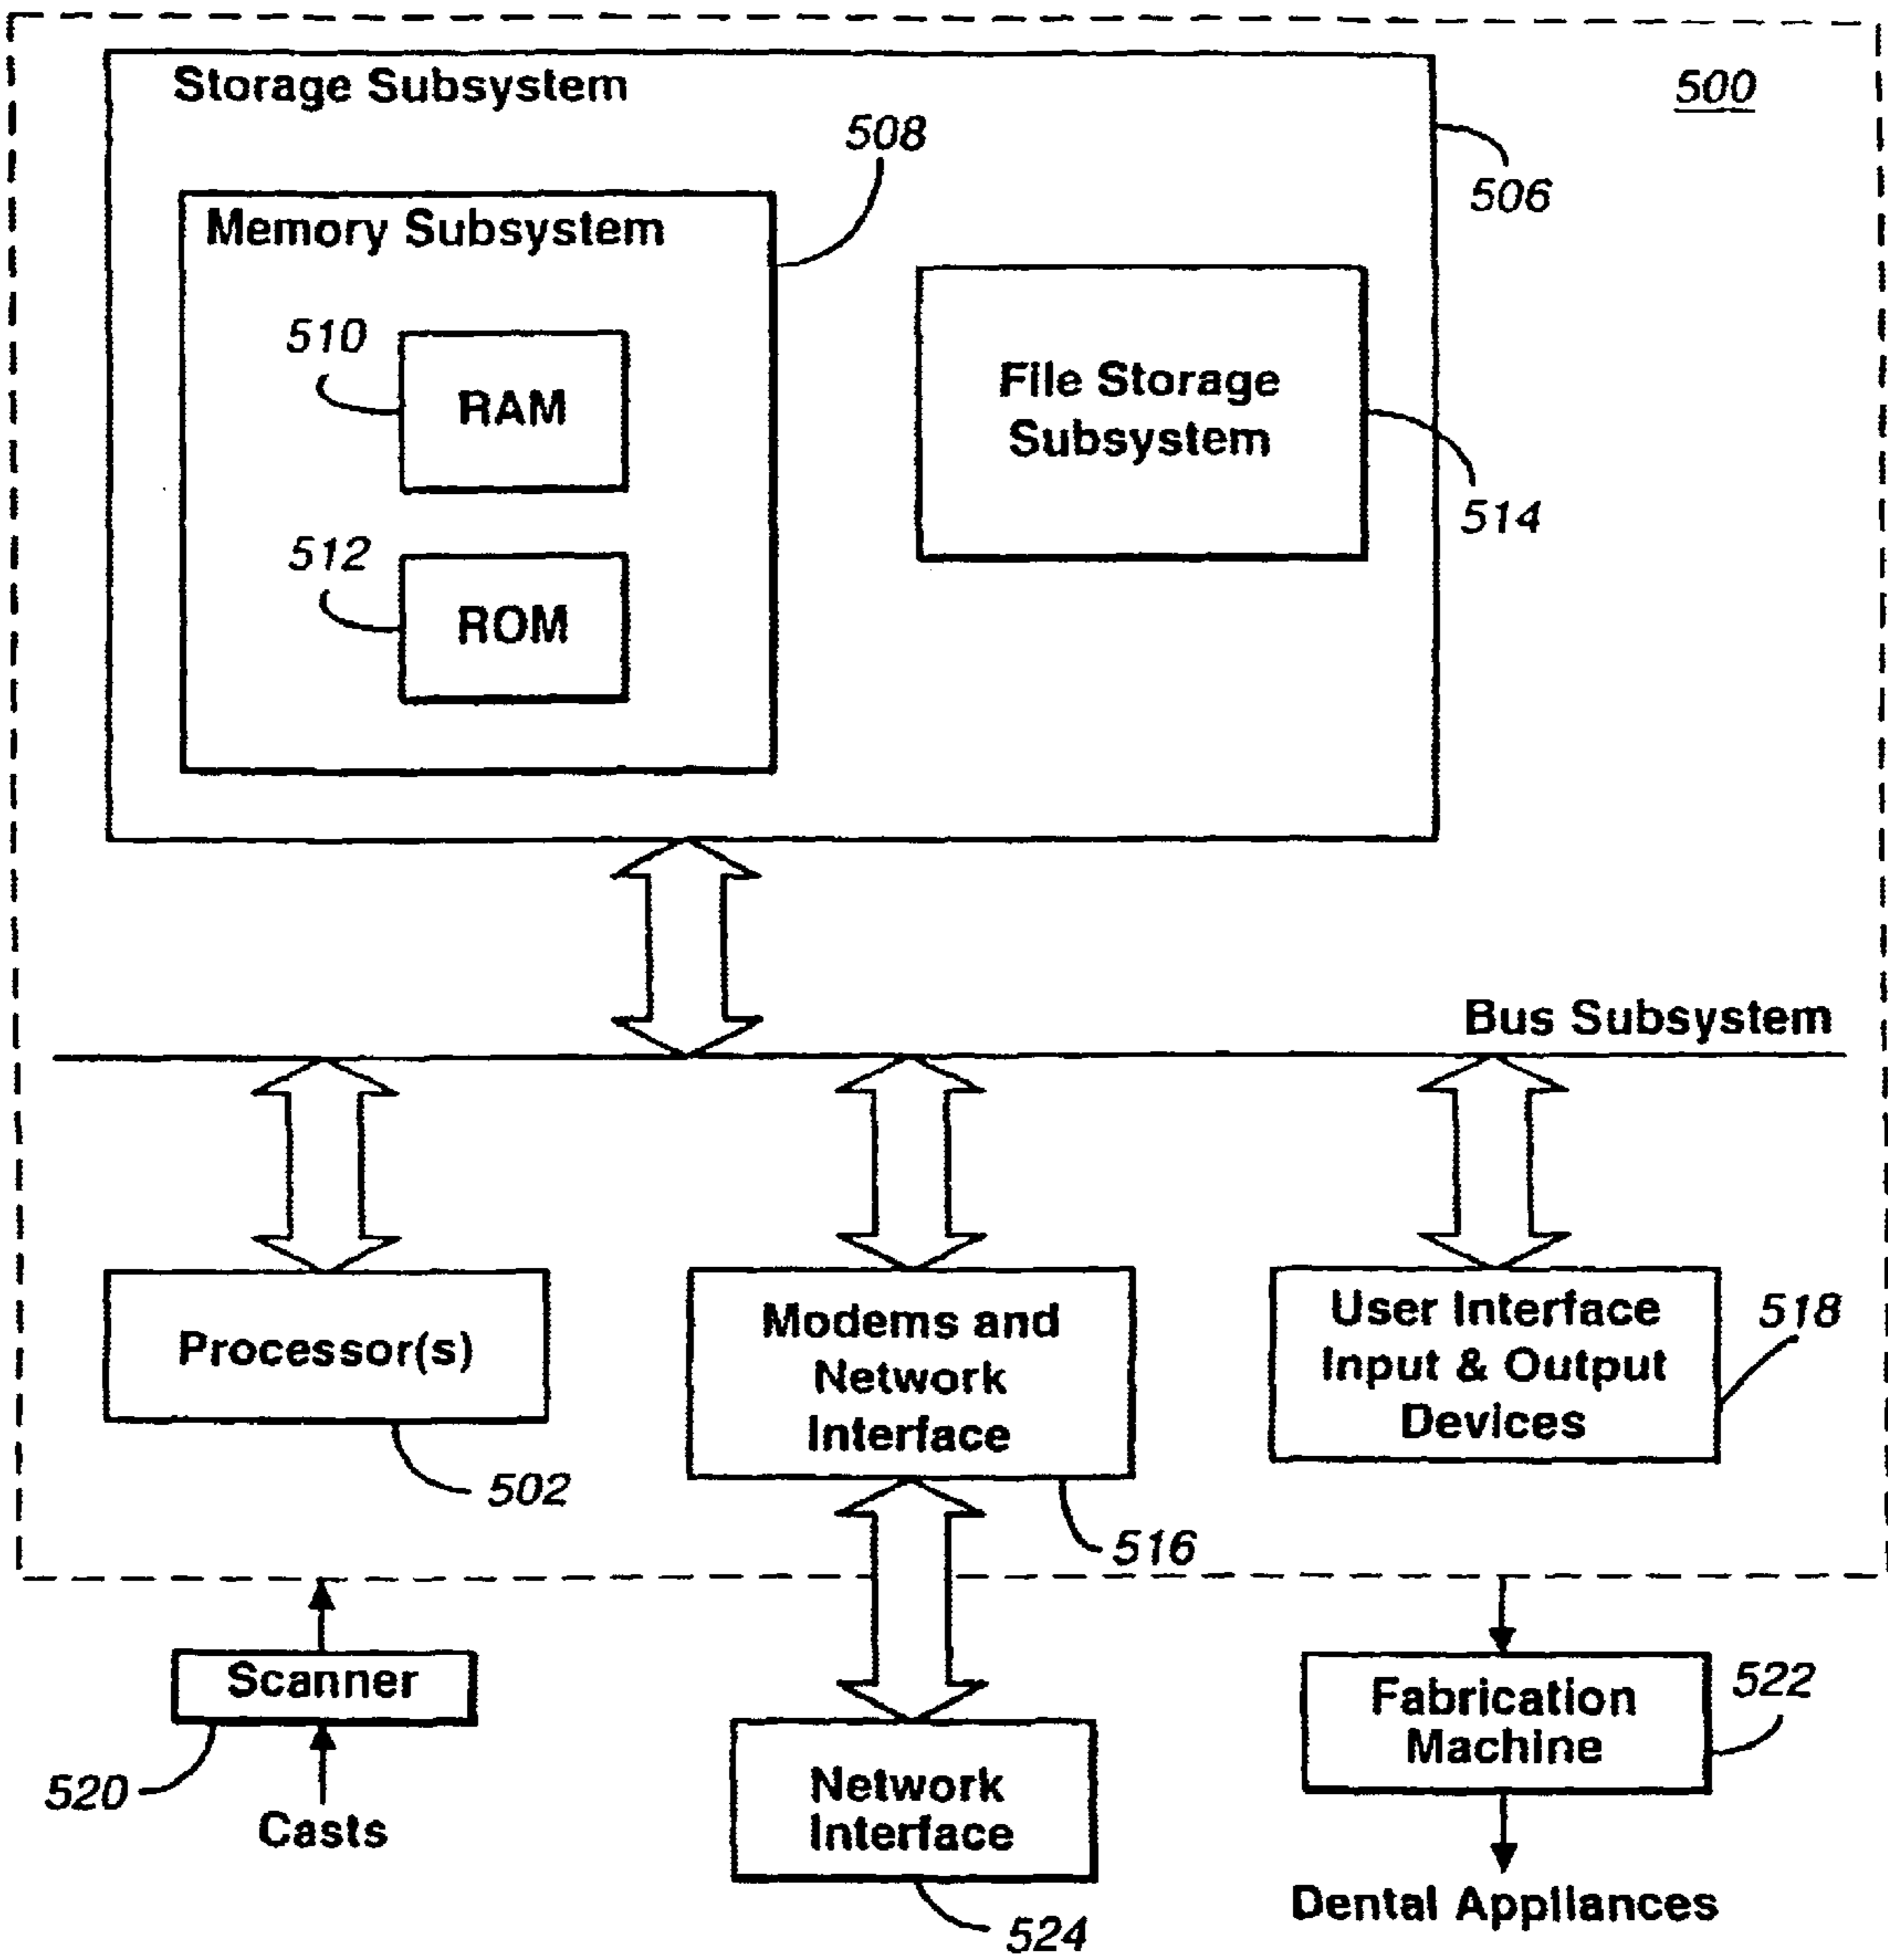 Storage Subsystem
500
508
506
Memory Subsystem
510
RAM
File Storage
Subsystem
514
512
ROM
Bus Subsystem
Processor(s)
502
Modems and
Network
Interface
516
User Interface
Input & Output
Devices
518
Scanner
520
Casts
Network
Interface
524
Fabrication
Machine
522
Dental Appliances